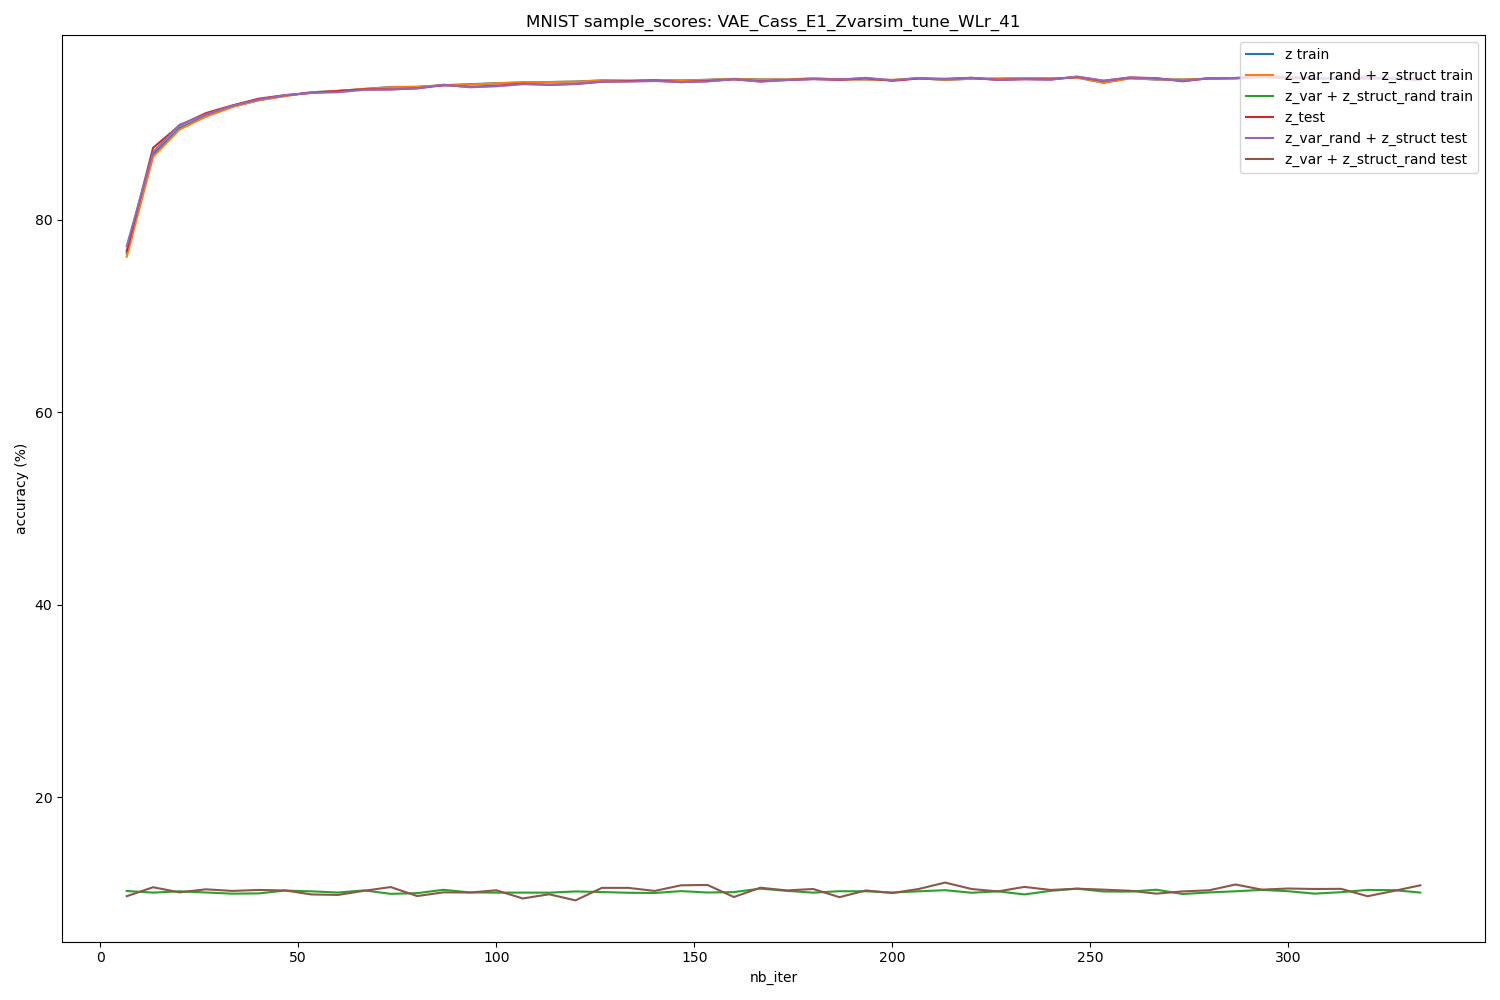 MNIST sample_scores: VAE_Cass_E1_Zvarsim_tune_WLr_41
z train
z_var_rand + z_struct train
z_var + z_struct_rand train
z_test
z_var_rand + z_struct test
z_var + z_struct_rand test
accuracy (%)
80
60
40
20
0
50
100
150
200
250
300
nb_iter